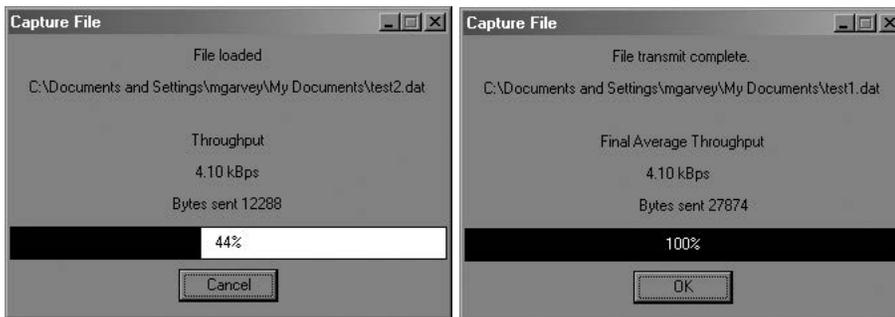 Capture File
File loaded
C:\Documents and Settings\mgarvey\My Documents\test2.dat
Throughput
4.10 kBps
Bytes sent 12288
44%
Cancel
Capture File
File transmit complete.
C:\Documents and Settings\mgarvey\My Documents\test1.dat
Final Average Throughput
4.10 kBps
Bytes sent 27874
100%
OK